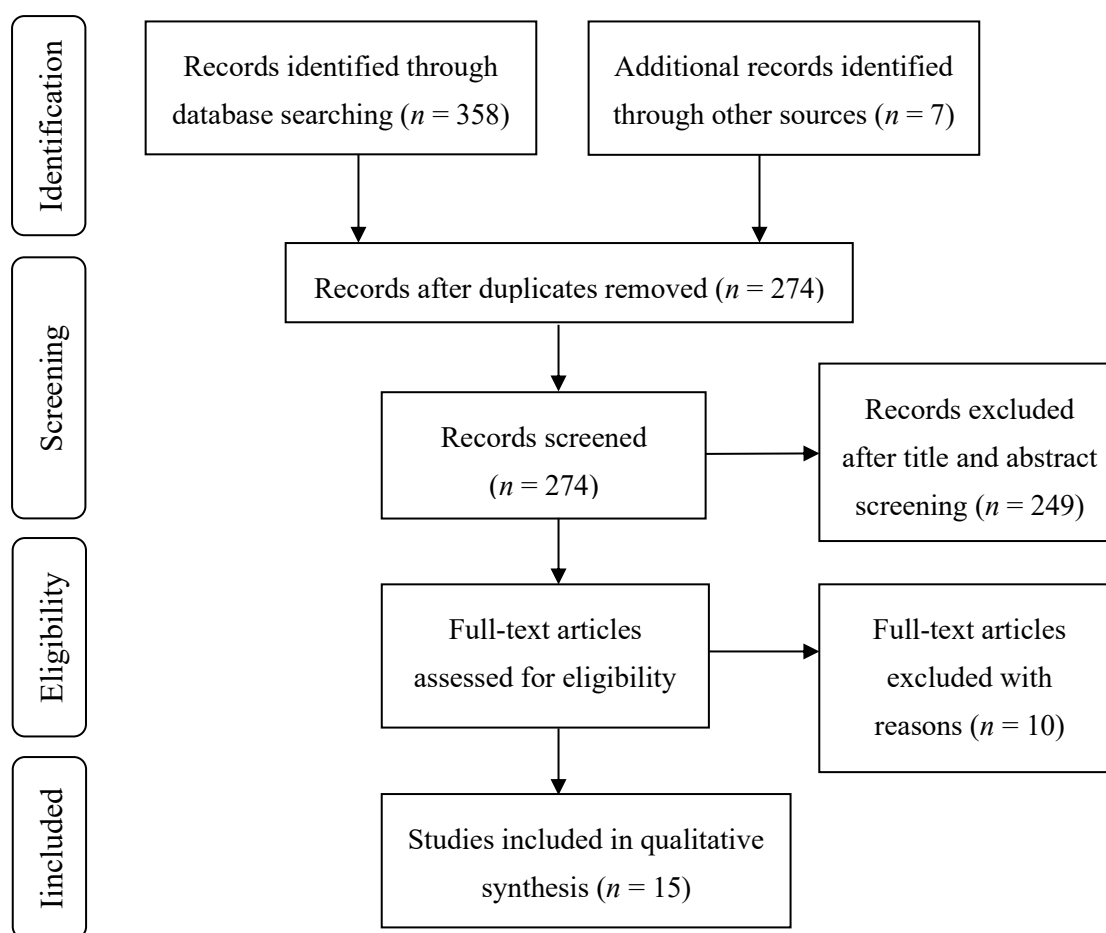 Identification
Records identified through
database searching (n = 358)
Additional records identified
through other sources (n = 7)
Records after duplicates removed (n = 274)
Screening
Records screened
(n = 274)
Records excluded
after title and abstract
screening (n = 249)
Eligibility
Full-text articles
assessed for eligibility
Full-text articles
excluded with
reasons (n = 10)
Iincluded
Studies included in qualitative
synthesis (n = 15)